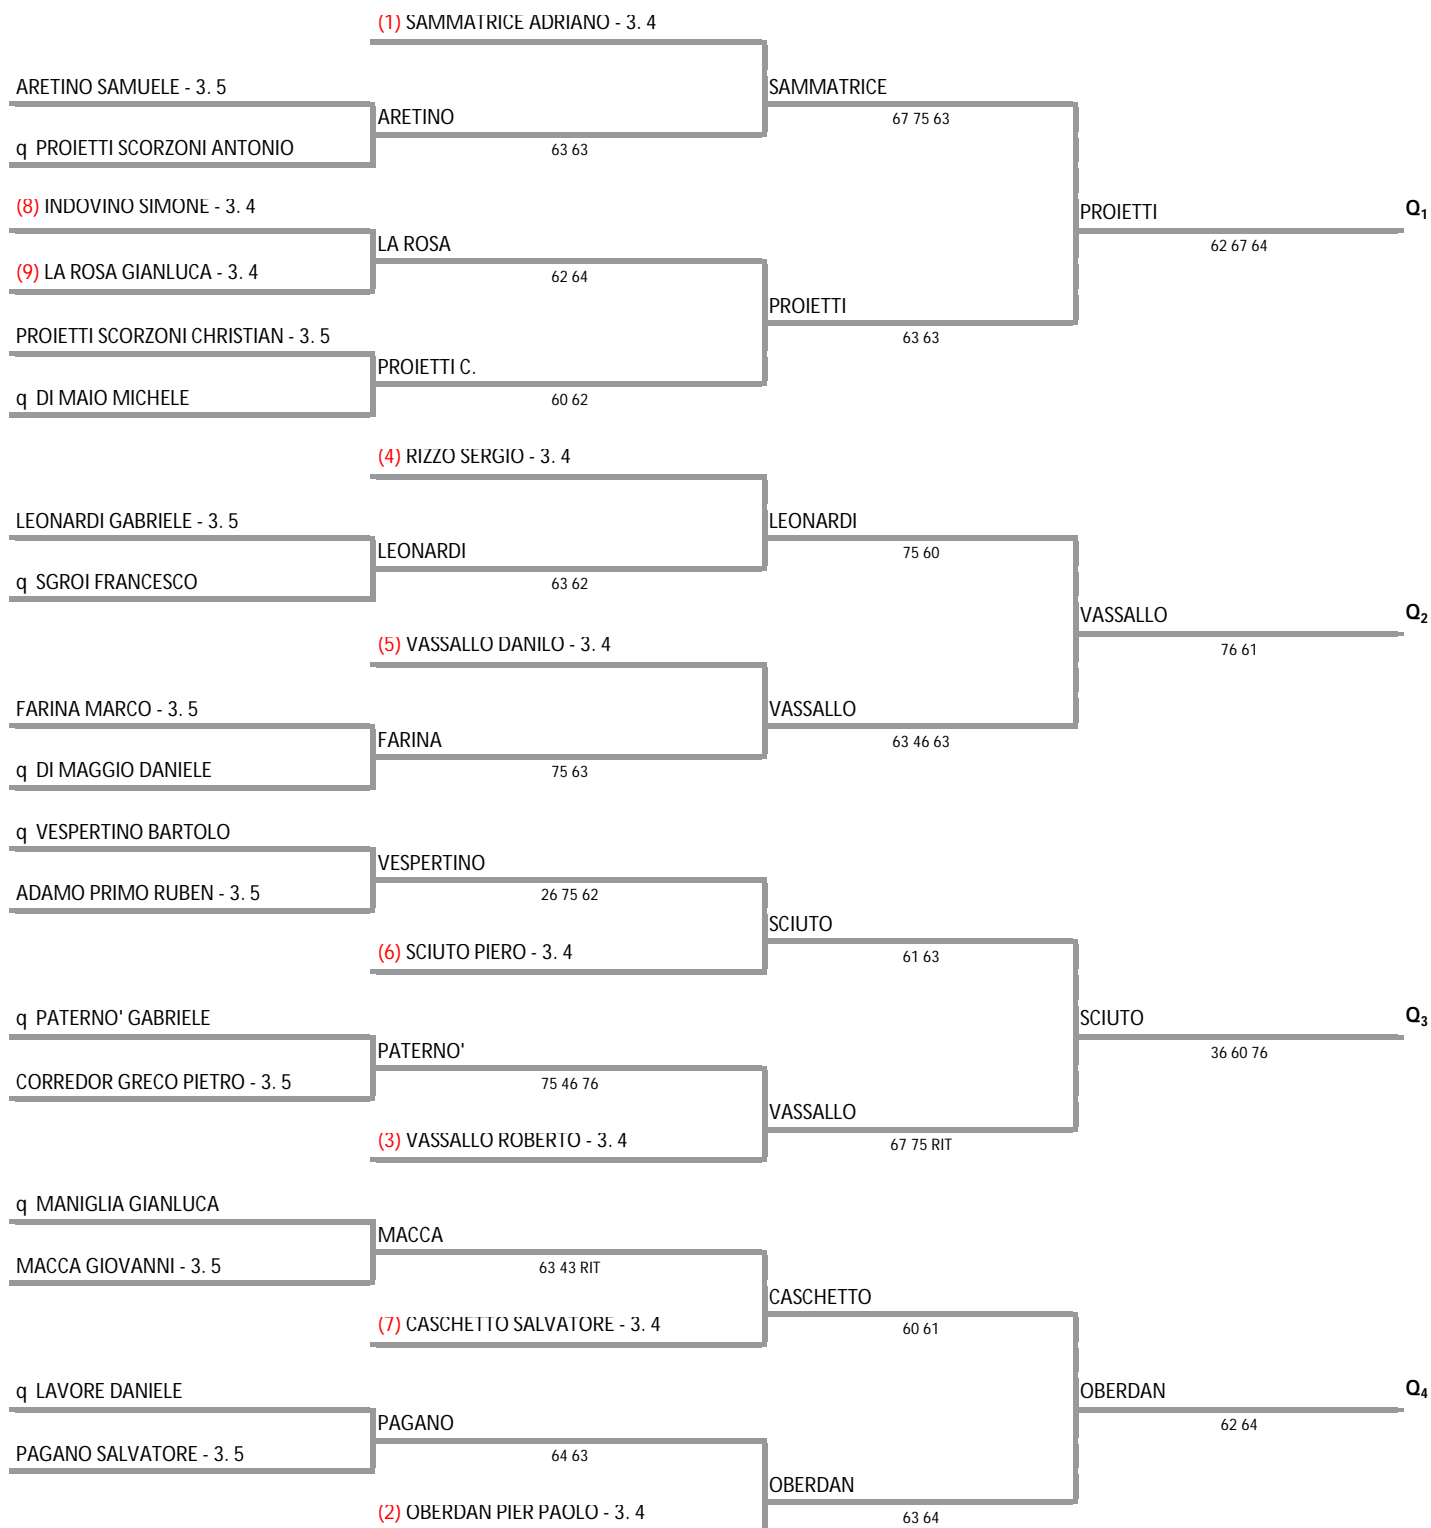 (1) SAMMATRICE ADRIANO - 3. 4
ARETINO SAMUELE - 3. 5
SAMMATRICE
ARETINO
67 75 63
q PROIETTI SCORZONI ANTONIO
63 63
(8) INDOVINO SIMONE - 3. 4
PROIETTI
Q1
LA ROSA
62 67 64
(9) LA ROSA GIANLUCA - 3. 4
62 64
PROIETTI
PROIETTI SCORZONI CHRISTIAN - 3. 5
63 63
PROIETTI C.
q DI MAIO MICHELE
60 62
(4) RIZZO SERGIO - 3. 4
LEONARDI GABRIELE - 3. 5
LEONARDI
LEONARDI
75 60
q SGROI FRANCESCO
63 62
VASSALLO
Q2
(5) VASSALLO DANILO - 3. 4
76 61
FARINA MARCO - 3. 5
VASSALLO
FARINA
63 46 63
q DI MAGGIO DANIELE
75 63
q VESPERTINO BARTOLO
VESPERTINO
ADAMO PRIMO RUBEN - 3. 5
26 75 62
SCIUTO
(6) SCIUTO PIERO - 3. 4
61 63
q PATERNO' GABRIELE
SCIUTO
Q3
PATERNO'
36 60 76
CORREDOR GRECO PIETRO - 3. 5
75 46 76
VASSALLO
(3) VASSALLO ROBERTO - 3. 4
67 75 RIT
q MANIGLIA GIANLUCA
MACCA
MACCA GIOVANNI - 3. 5
63 43 RIT
CASCHETTO
(7) CASCHETTO SALVATORE - 3. 4
60 61
q LAVORE DANIELE
OBERDAN
Q4
PAGANO
62 64
PAGANO SALVATORE - 3. 5
64 63
OBERDAN
(2) OBERDAN PIER PAOLO - 3. 4
63 64